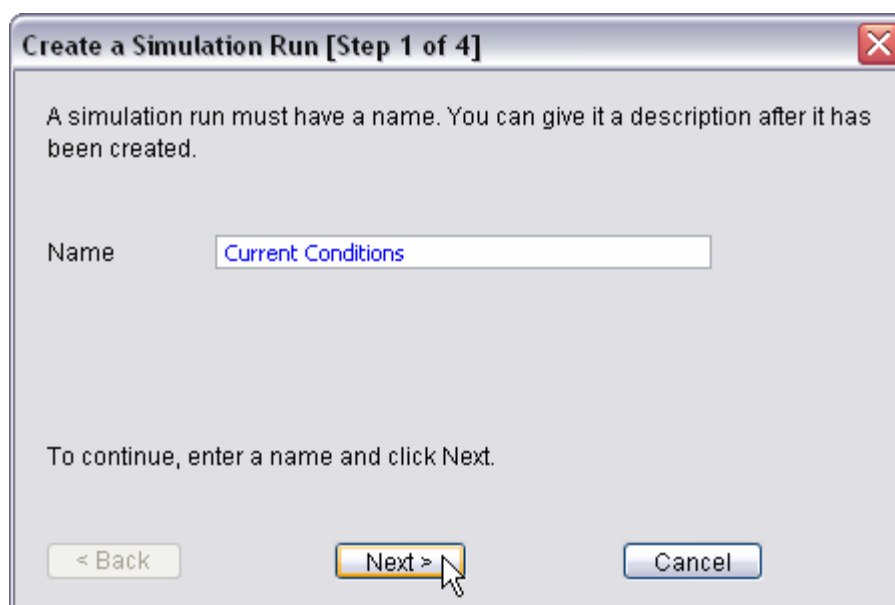 Create a Simulation Run [Step 1 of 4]
A simulation run must have a name. You can give it a description after it has
been created.
Name
Current Conditions
To continue, enter a name and click Next.
< Back
Next >
Cancel